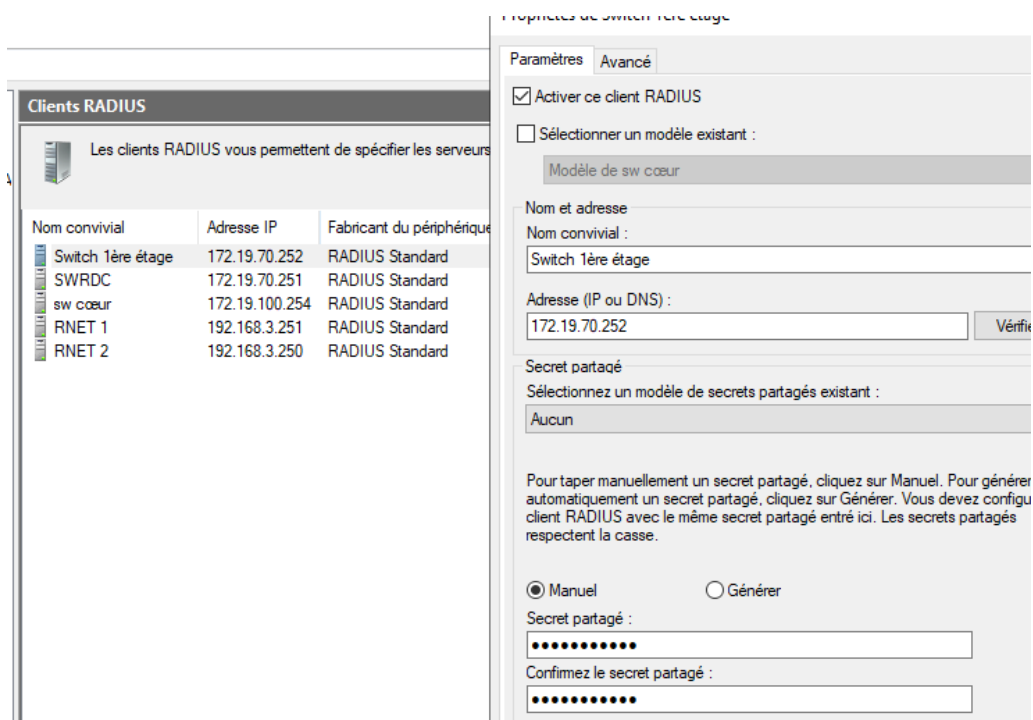 Propriétés de Switch 1ère étage
Paramètres Avancé
Activer ce client RADIUS
Sélectionner un modèle existant :
Modèle de sw cœur
Nom et adresse
Nom convivial :
Switch 1ère étage
Adresse (IP ou DNS) :
172.19.70.252 Vérifie
Secret partagé
Sélectionnez un modèle de secrets partagés existant :
Aucun
Pour taper manuellement un secret partagé, cliquez sur Manuel. Pour générer
automatiquement un secret partagé, cliquez sur Générer. Vous devez configu
client RADIUS avec le même secret partagé entré ici. Les secrets partagés
respectent la casse.
Manuel Générer
Secret partagé :
●●●●●●●●●●●
Confirmez le secret partagé :
●●●●●●●●●●●
Clients RADIUS
Les clients RADIUS vous permettent de spécifier les serveurs
Nom convivial Adresse IP Fabricant du périphérique
Switch 1ère étage 172.19.70.252 RADIUS Standard
SWRDC 172.19.70.251 RADIUS Standard
sw cœur 172.19.100.254 RADIUS Standard
RNET 1 192.168.3.251 RADIUS Standard
RNET 2 192.168.3.250 RADIUS Standard